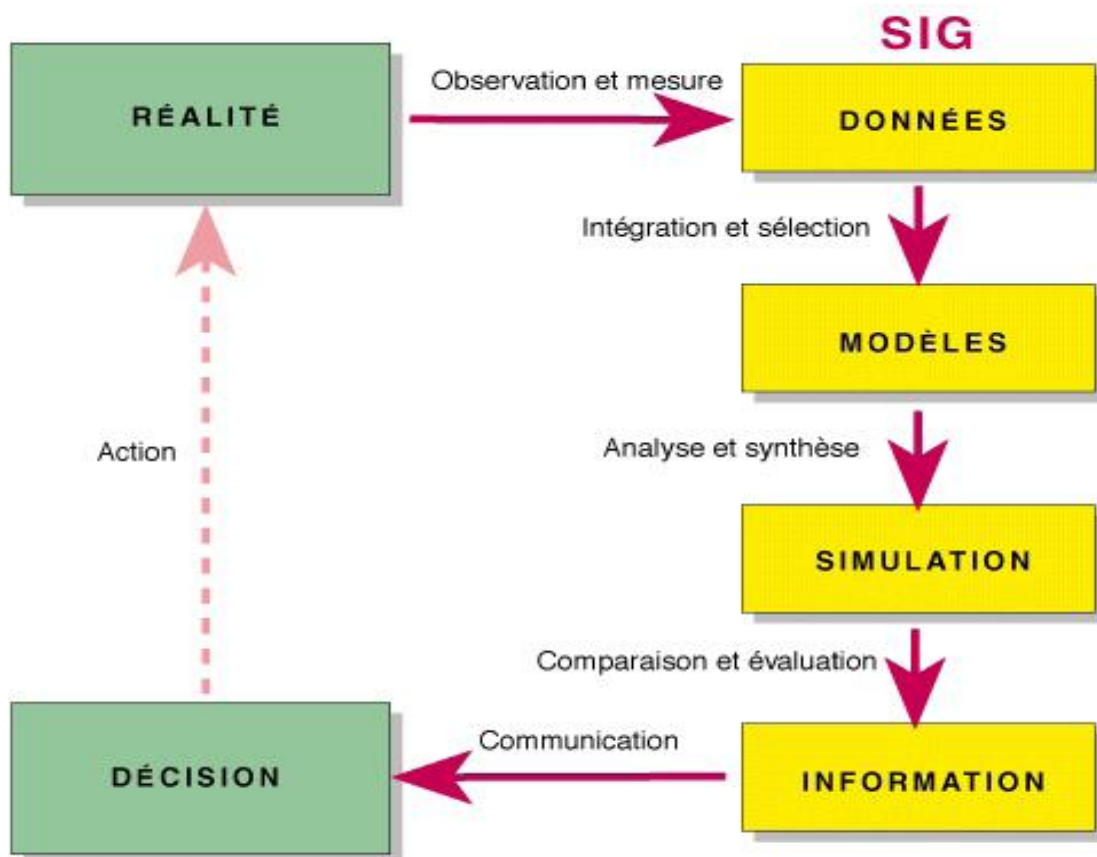 SIG
RÉALITÉ
Observation et mesure
DONNÉES
Intégration et sélection
MODÈLES
Analyse et synthèse
SIMULATION
Comparaison et évaluation
INFORMATION
Communication
DÉCISION
Action